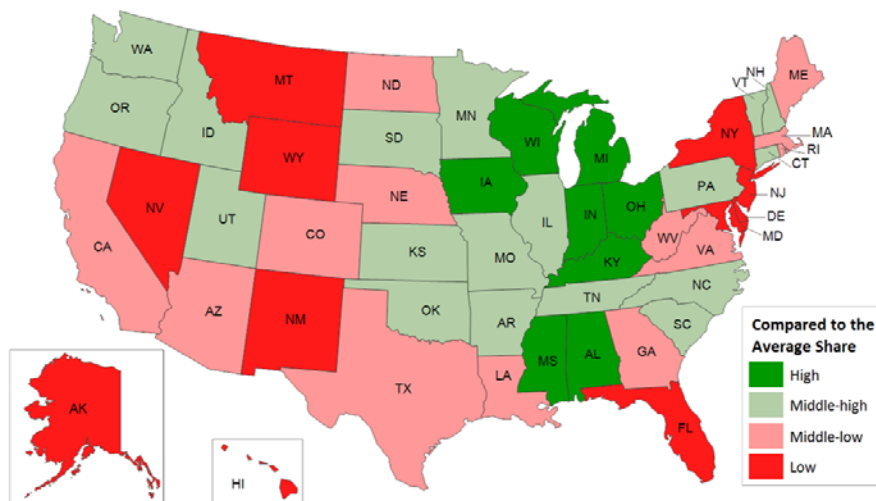 WA
MT
ND
MN
VT
NH
ME
OR
ID
SD
WI
MI
NY
MA
RI
CT
WY
IA
PA
NJ
NV
NE
IL
IN
OH
DE
MD
UT
CO
KS
MO
WV
VA
CA
KY
NC
AZ
NM
OK
AR
TN
SC
MS
AL
GA
TX
LA
FL
AK
HI
Compared to the
Average Share
High
Middle-high
Middle-low
Low